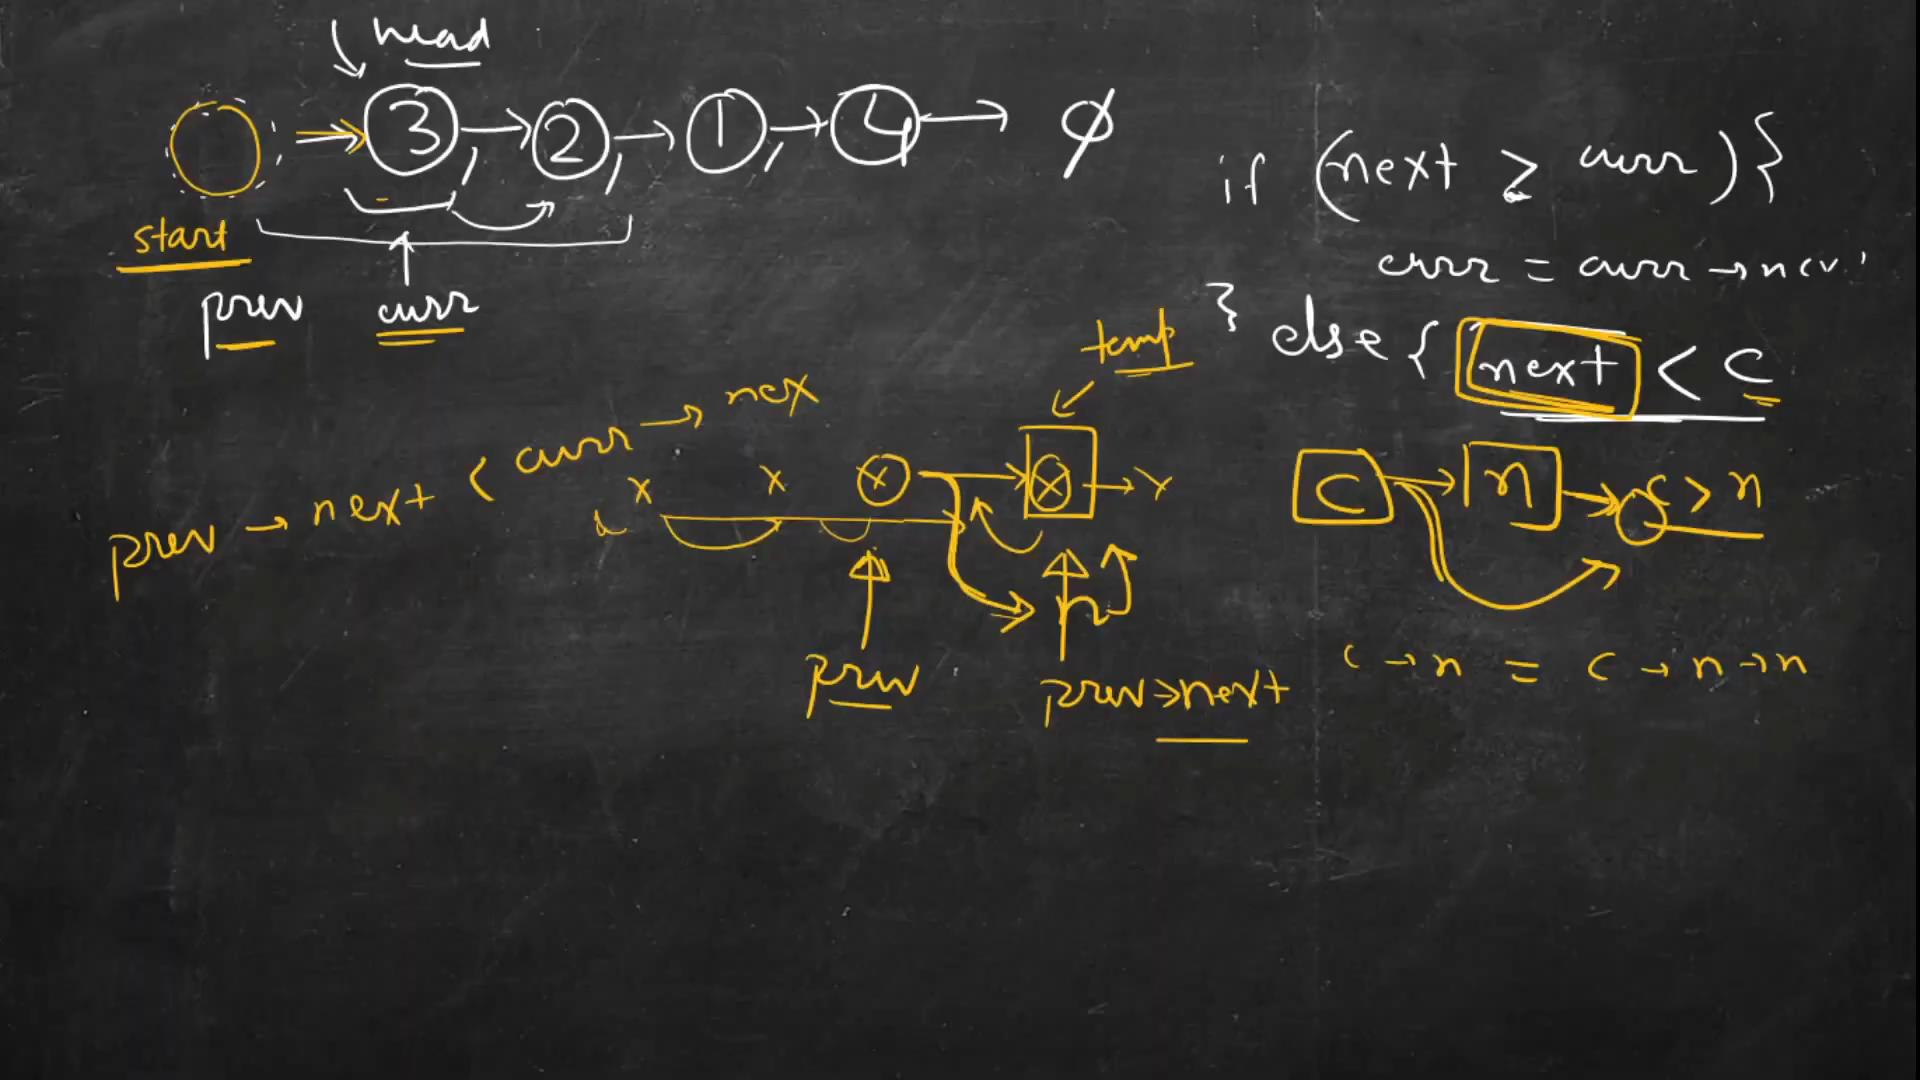 head
3 → 2 → 1 → 4 → φ
start
prev curr
if (next ≥ curr) {
curr = curr →
} else { next < c
temp
prev → next < curr → nex
x x x x → x
c → n → c > n
n
prev prev → next
c → n = c → n → n